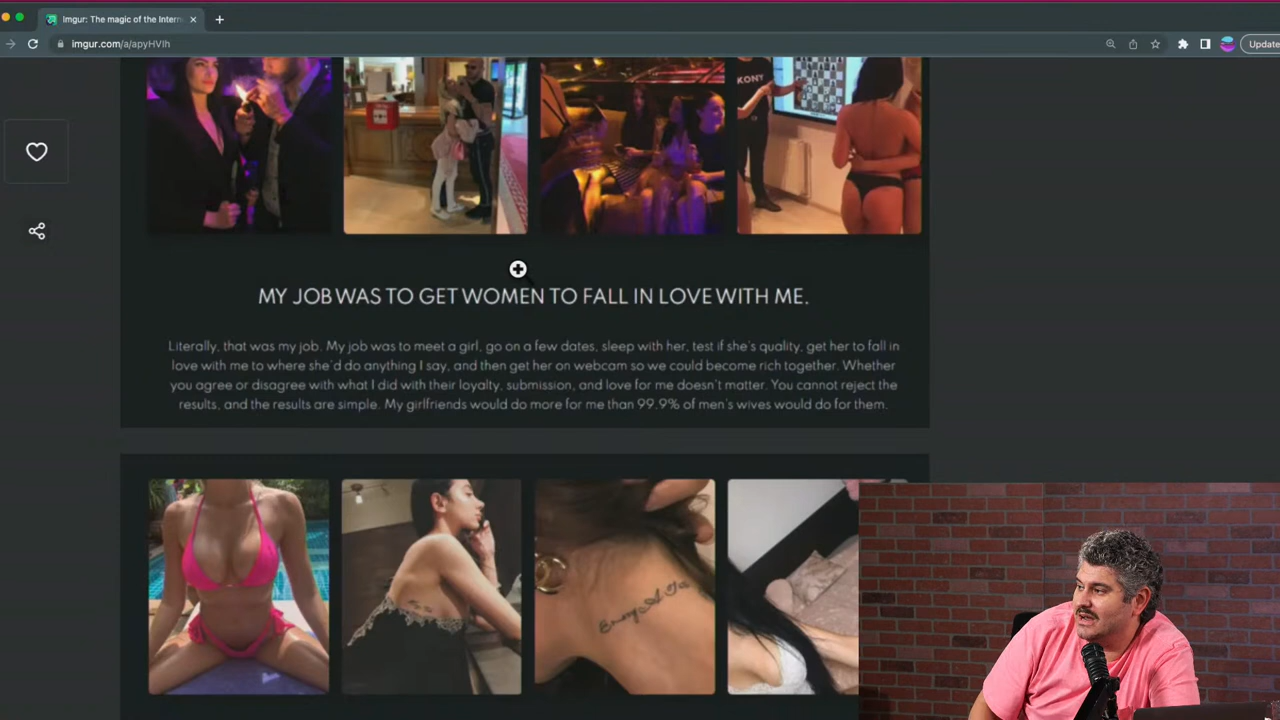 Imgur: The magic of the Intern
imgur.com/a/apyHVIh
Update
KONY
MY JOB WAS TO GET WOMEN TO FALL IN LOVE WITH ME.
Literally, that was my job. My job was to meet a girl, go on a few dates, sleep with her, test if she's quality, get her to fall in
love with me to where she'd do anything I say, and then get her on webcam so we could become rich together. Whether
you agree or disagree with what I did with their loyalty, submission, and love for me doesn't matter. You cannot reject the
results, and the results are simple. My girlfriends would do more for me than 99.9% of men's wives would do for them.